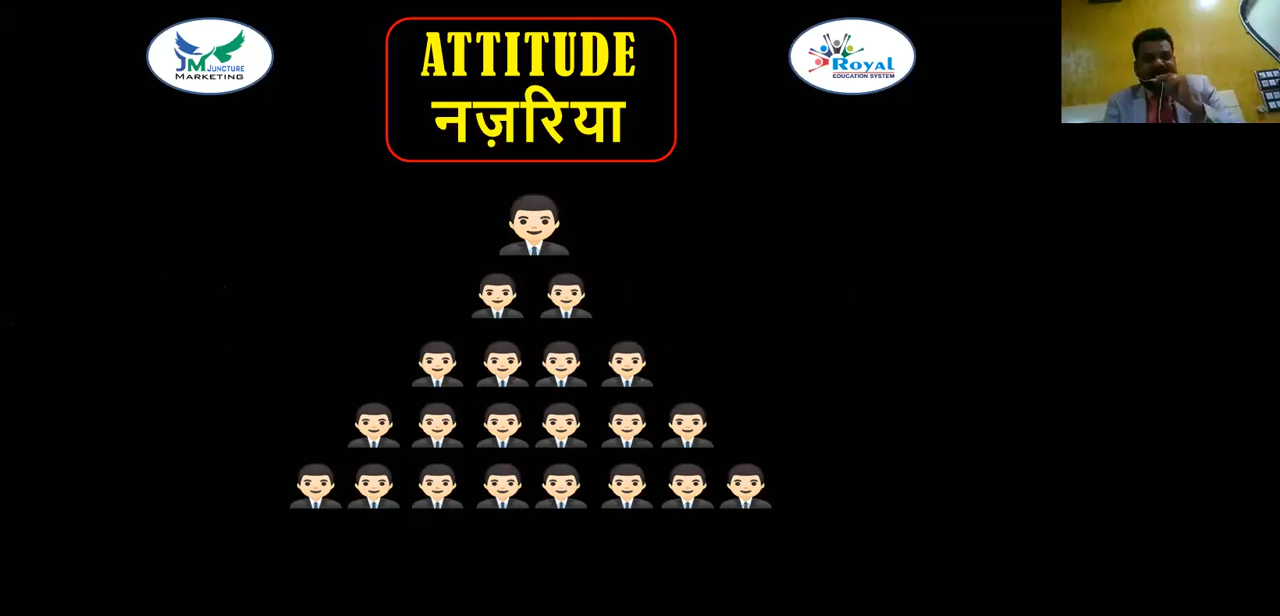 JM JUNCTURE
MARKETING
ATTITUDE
नज़रिया
Royal
EDUCATION SYSTEM